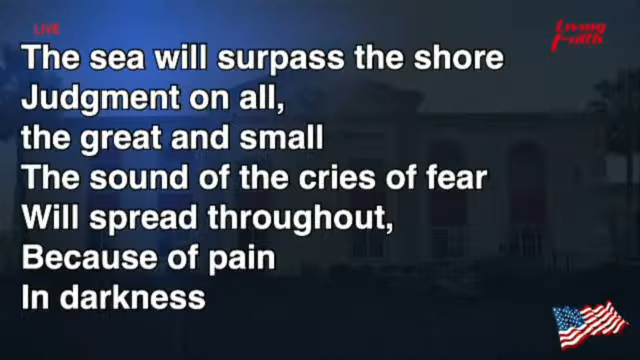 LIVE
Living
Faith
The sea will surpass the shore
Judgment on all,
the great and small
The sound of the cries of fear
Will spread throughout,
Because of pain
In darkness